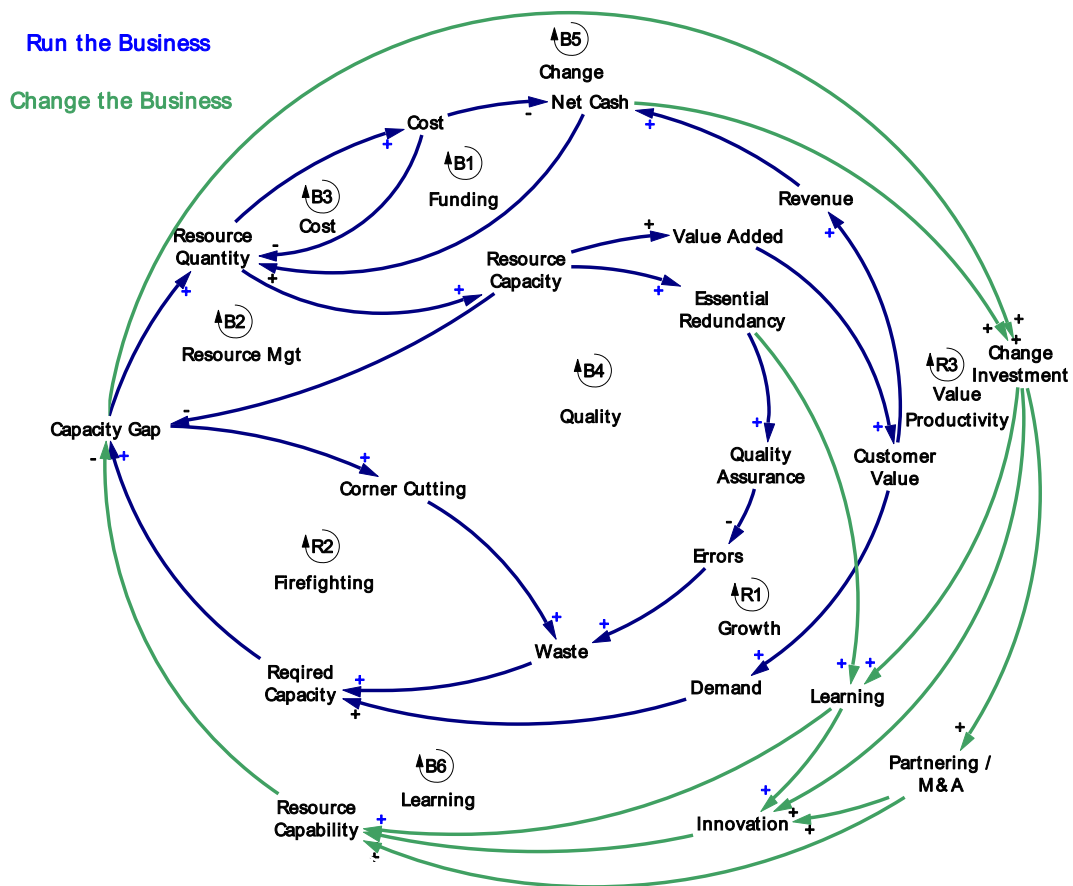 Run the Business
Change the Business
B5
Change
Net Cash
Cost
B1
Funding
B3
Cost
Revenue
Resource
Quantity
Value Added
Resource
Capacity
Essential
Redundancy
B2
Resource Mgt
B4
Quality
R3
Value
Productivity
Change
Investment
Capacity Gap
Corner Cutting
Quality
Assurance
Customer
Value
R2
Firefighting
Errors
R1
Growth
Waste
Reqired
Capacity
Demand
Learning
B6
Learning
Partnering /
M&A
Resource
Capability
Innovation